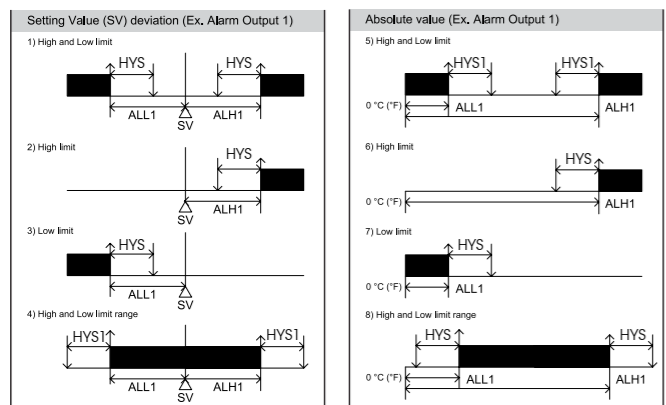 Setting Value (SV) deviation (Ex. Alarm Output 1)
1) High and Low limit
HYS HYS
ALL1 ALH1
SV
2) High limit
HYS
ALH1
SV
3) Low limit
HYS
ALL1
SV
4) High and Low limit range
HYS1 HYS1
ALL1 ALH1
SV
Absolute value (Ex. Alarm Output 1)
5) High and Low limit
HYS1 HYS1
0 °C (°F) ALL1 ALH1
6) High limit
HYS
0 °C (°F) ALH1
7) Low limit
HYS
0 °C (°F) ALL1
8) High and Low limit range
HYS HYS
0 °C (°F) ALL1 ALH1